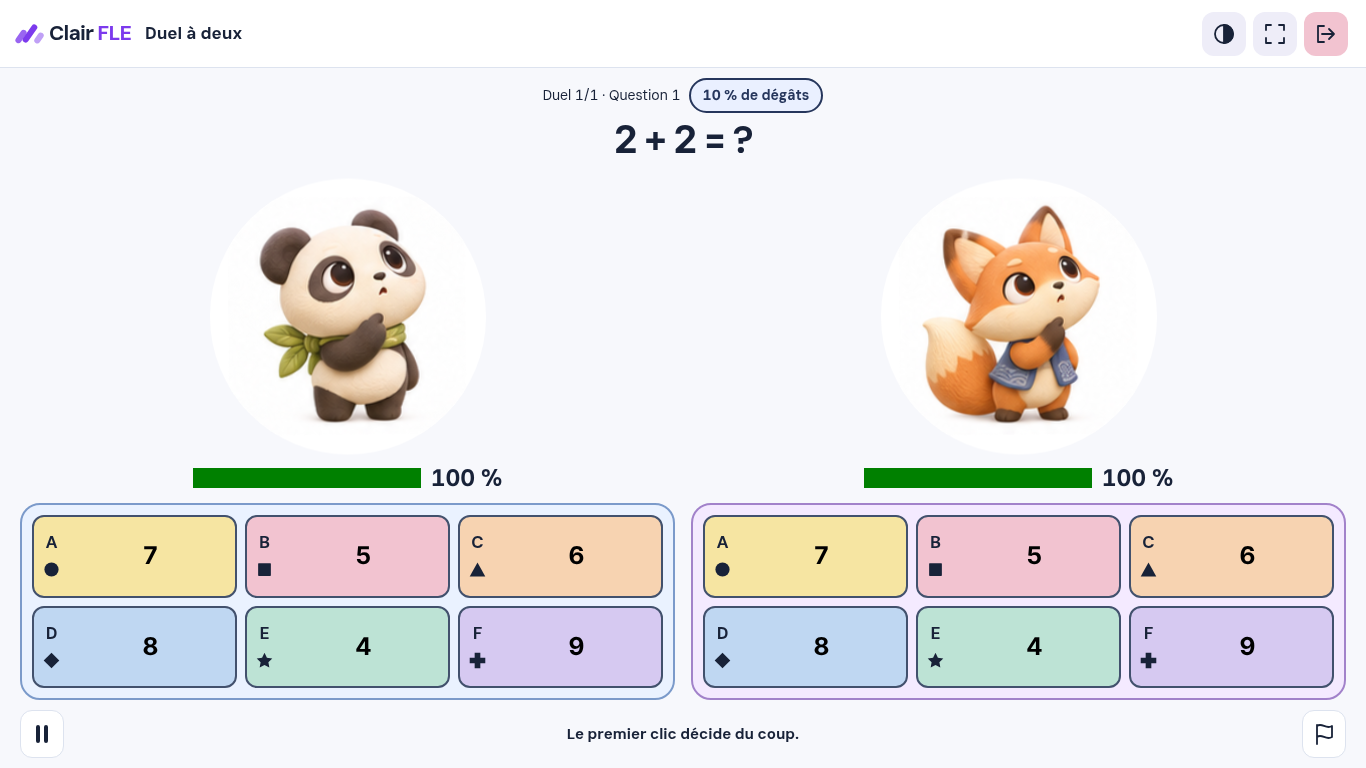 Clair FLE Duel à deux
Duel 1/1 · Question 1 10 % de dégâts
2 + 2 = ?
100 %
100 %
A 7
B 5
C 6
D 8
E 4
F 9
A 7
B 5
C 6
D 8
E 4
F 9
Le premier clic décide du coup.